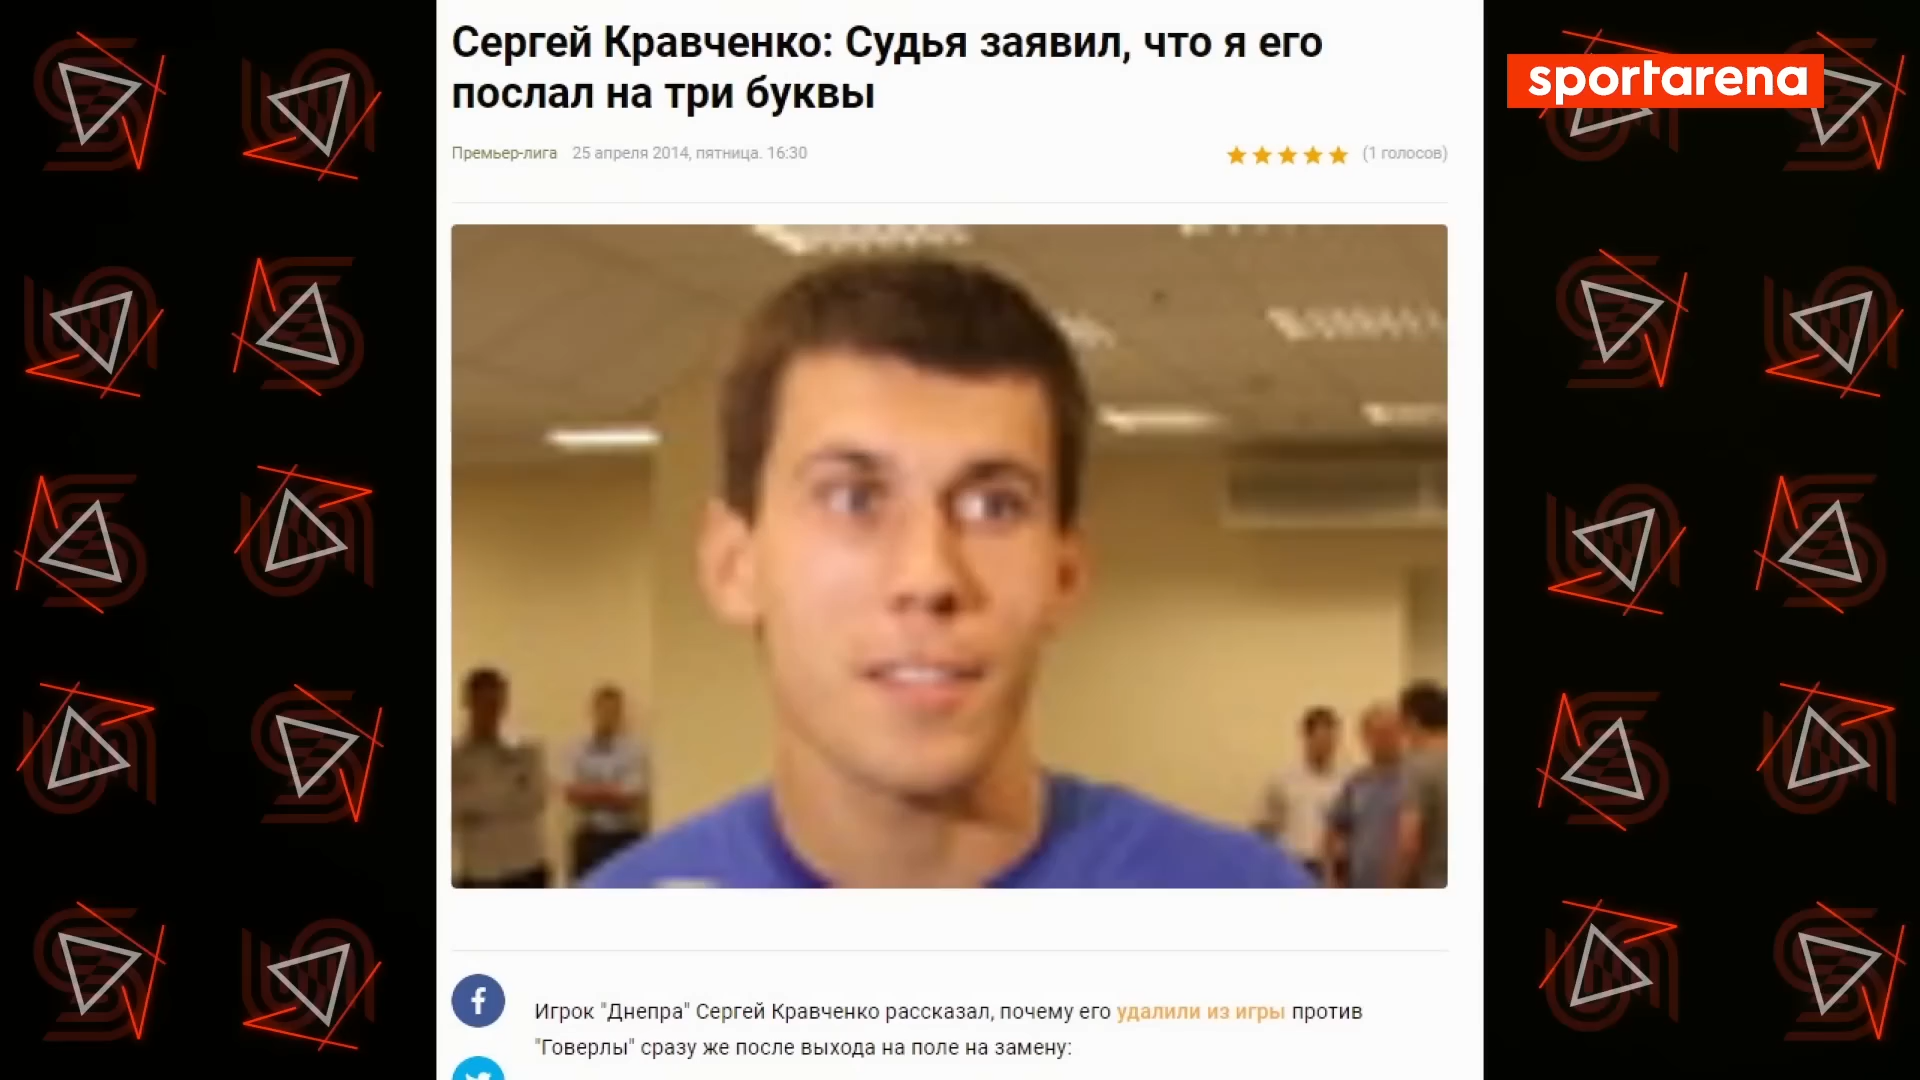 Сергей Кравченко: Судья заявил, что я его
послал на три буквы
sportarena
Премьер-лига 25 апреля 2014, пятница. 16:30 (1 голосов)
Игрок "Днепра" Сергей Кравченко рассказал, почему его удалили из игры против
"Говерлы" сразу же после выхода на поле на замену: